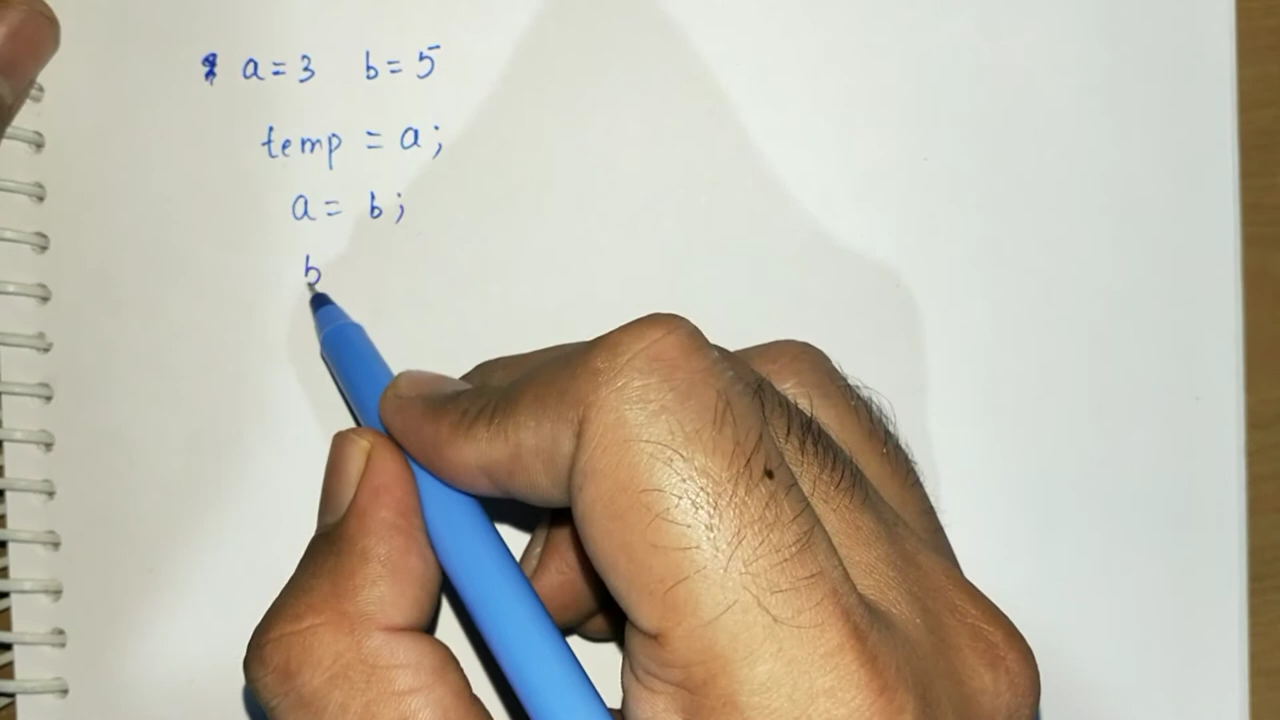 a = 3 b = 5
temp = a;
a = b;
b